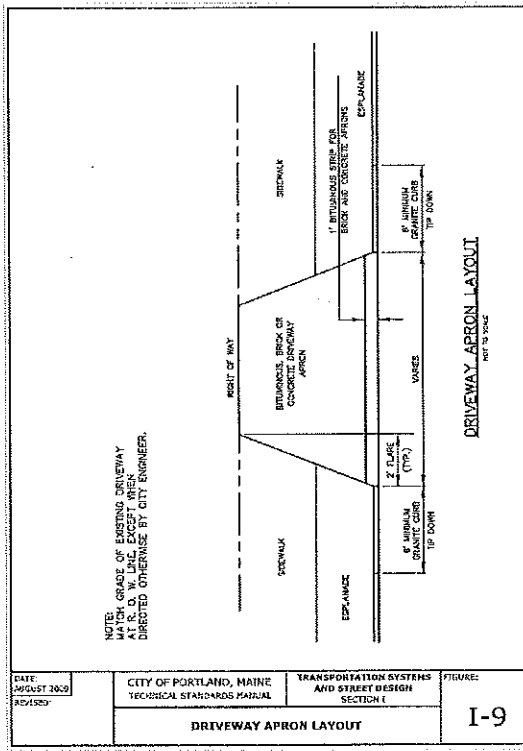 NOTE:
MATCH GRADE OF EXISTING DRIVEWAY
AT R. O. W. LINE, EXCEPT WHEN
DIRECTED OTHERWISE BY CITY ENGINEER.
RIGHT OF WAY
SIDEWALK
SIDEWALK
BITUMINOUS, BRICK OR
CONCRETE DRIVEWAY
APRON
1' BITUMINOUS STRIP FOR
BRICK AND CONCRETE APRONS
ESPLANADE
ESPLANADE
2' FLARE
(TYP.)
6' MINIMUM
GRANITE CURB
TIP DOWN
VARIES
6' MINIMUM
GRANITE CURB
TIP DOWN
DRIVEWAY APRON LAYOUT
NOT TO SCALE
DATE:
AUGUST 2009
REVISED:
CITY OF PORTLAND, MAINE
TECHNICAL STANDARDS MANUAL
TRANSPORTATION SYSTEMS
AND STREET DESIGN
SECTION I
DRIVEWAY APRON LAYOUT
FIGURE:
I-9